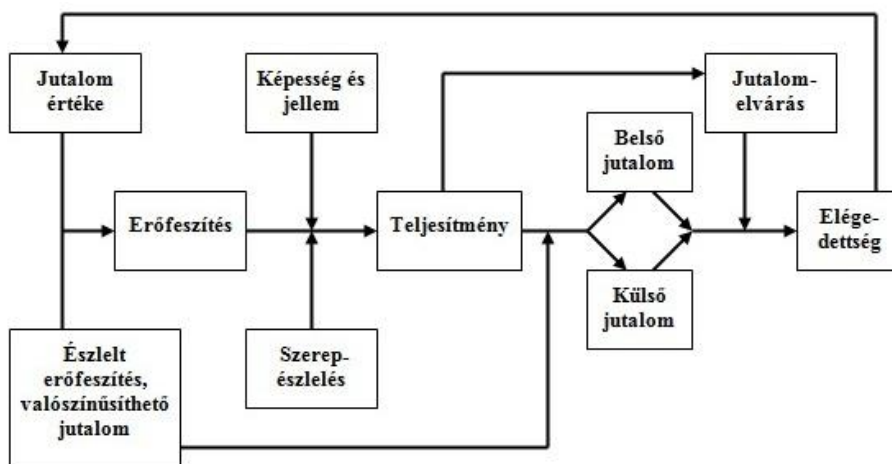 Jutalom
értéke
Képesség és
jellem
Jutalom-
elvárás
Belső
jutalom
Erőfeszítés
Teljesítmény
Elége-
dettség
Külső
jutalom
Észlelt
erőfeszítés,
valószínűsíthető
jutalom
Szerep-
észlelés